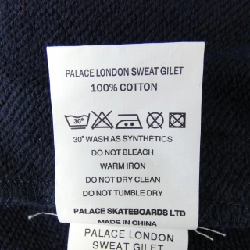 PALACE LONDON SWEAT GILET
100% COTTON
30° WASH AS SYNTHETICS
DO NOT BLEACH
WARM IRON
DO NOT DRY CLEAN
DO NOT TUMBLE DRY
PALACE SKATEBOARDS LTD
MADE IN CHINA
PALACE LONDON
SWEAT GILET